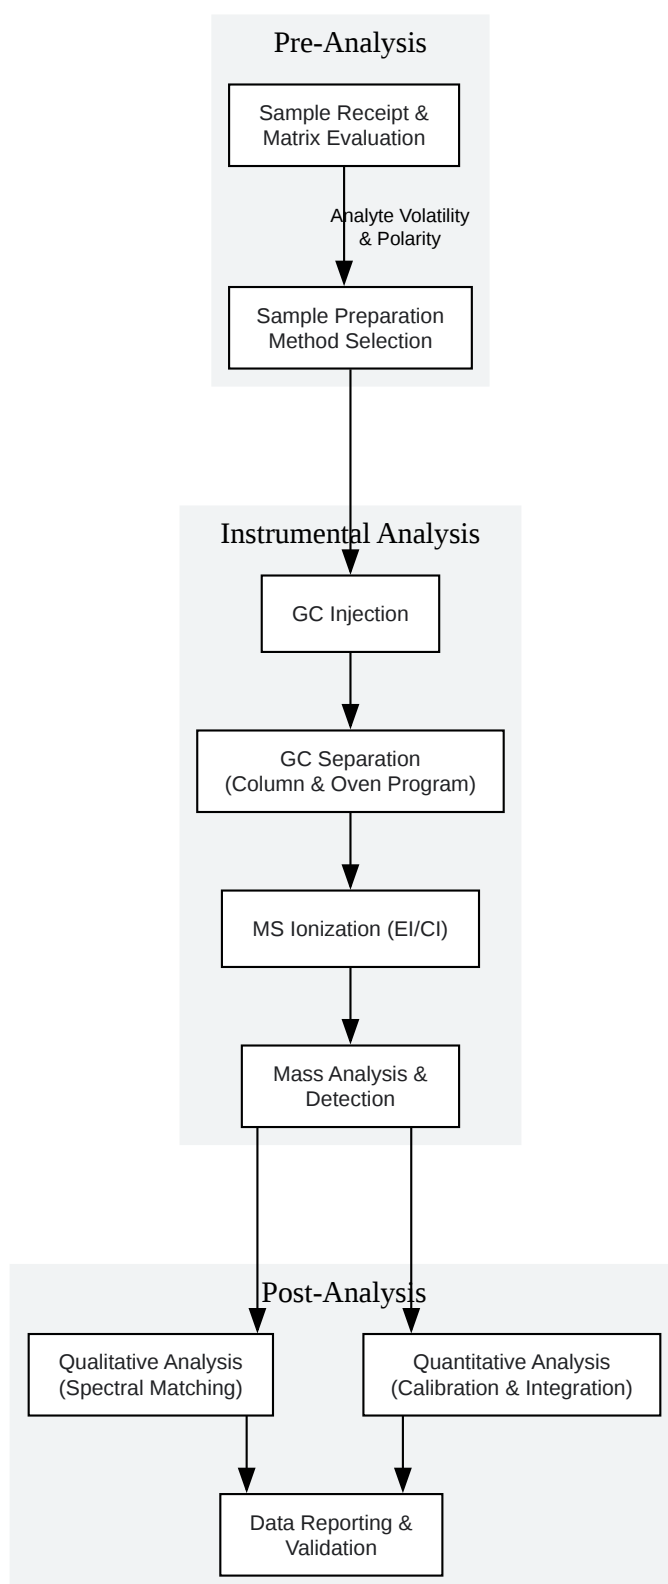 Pre-Analysis
Sample Receipt &
Matrix Evaluation
Analyte Volatility
& Polarity
Sample Preparation
Method Selection
Instrumental Analysis
GC Injection
GC Separation
(Column & Oven Program)
MS Ionization (EI/CI)
Mass Analysis &
Detection
Post-Analysis
Qualitative Analysis
(Spectral Matching)
Quantitative Analysis
(Calibration & Integration)
Data Reporting &
Validation